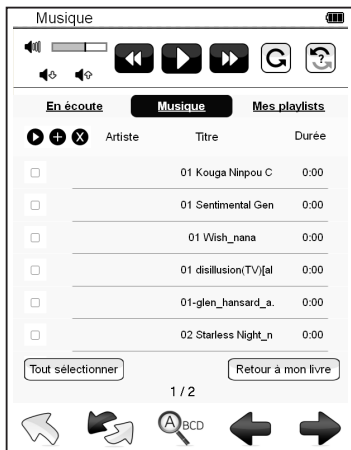 Musique
En écoute Musique Mes playlists
Artiste Titre Durée
01 Kouga Ninpou C 0:00
01 Sentimental Gen 0:00
01 Wish_nana 0:00
01 disillusion(TV)[al 0:00
01-glen_hansard_a. 0:00
02 Starless Night_n 0:00
Tout sélectionner Retour à mon livre
1 / 2
A BCD